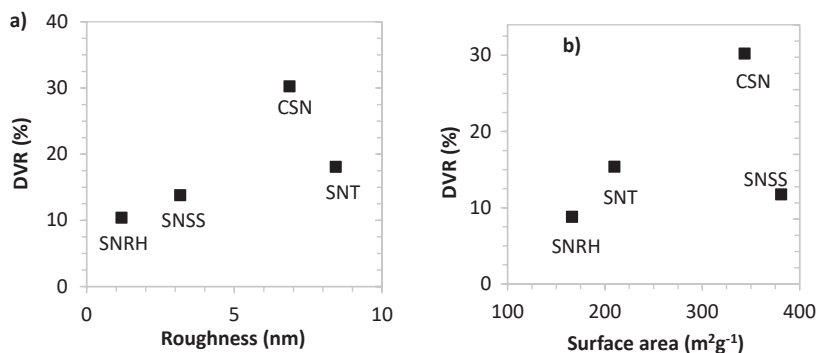 a)
40
30
20
10
0
DVR (%)
CSN
SNT
SNSS
SNRH
0 5 10
Roughness (nm)
b)
30
20
10
0
DVR (%)
CSN
SNSS
SNT
SNRH
100 200 300 400
Surface area (m²g⁻¹)